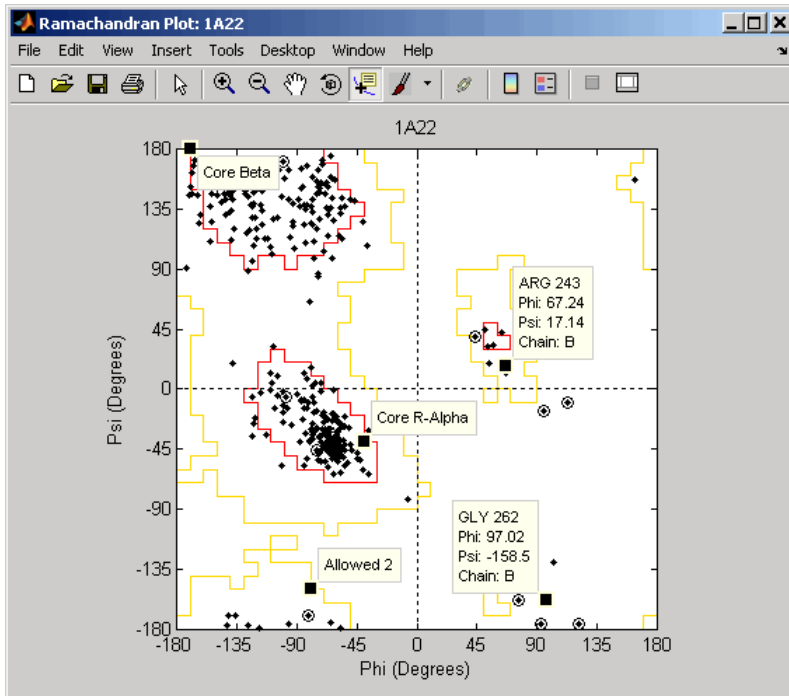 Ramachandran Plot: 1A22
File Edit View Insert Tools Desktop Window Help
1A22
180
135
90
45
0
-45
-90
-135
-180
Psi (Degrees)
Core Beta
ARG 243
Phi: 67.24
Psi: 17.14
Chain: B
Core R-Alpha
GLY 262
Phi: 97.02
Psi: -158.5
Chain: B
Allowed 2
-180 -135 -90 -45 0 45 90 135 180
Phi (Degrees)